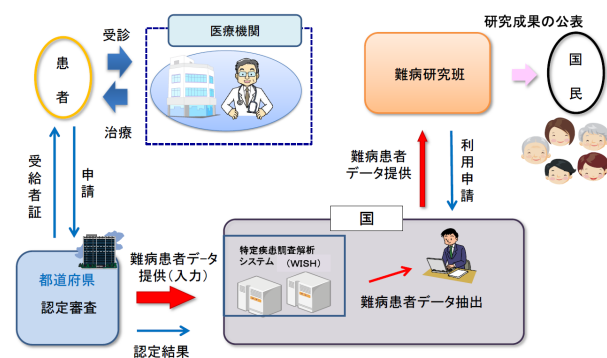 受診
患者
治療
医療機関
難病研究班
研究成果の公表
国民
受給者証
申請
難病患者
データ提供
利用申請
都道府県
認定審査
難病患者データ
提供(入力)
認定結果
国
特定疾患調査解析
システム (WISH)
難病患者データ抽出